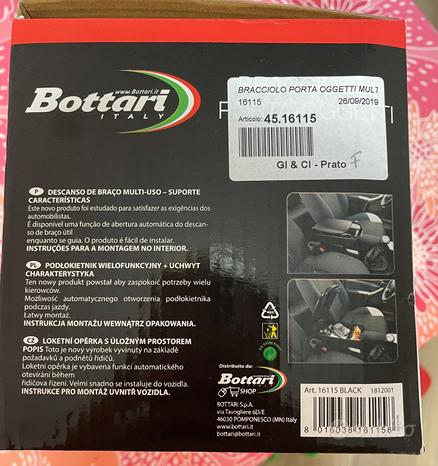 www.Bottari.it
Bottari
ITALY
BRACCIOLO PORTA OGGETTI MULT
16115 26/09/2019
Articolo: 45.16115
GI & CI - Prato F
P OGGETTI
P DESCANSO DE BRAÇO MULTI-USO – SUPORTE
CARACTERÍSTICAS
Este novo produto foi estudado para satisfazer as exigências dos
automobilistas.
É disponível uma função de abertura automática do descan-
so de braço útil
enquanto se guia. O produto é fácil de instalar.
INSTRUÇÕES PARA A MONTAGEM NO INTERIOR.
PL PODŁOKIETNIK WIELOFUNKCYJNY + UCHWYT
CHARAKTERYSTYKA
Ten nowy produkt powstał aby zaspokoić potrzeby wielu
kierowców.
Możliwość automatycznego otworzenia podłokietnika
podczas jazdy.
Łatwy montaż.
INSTRUKCJA MONTAŻU WEWNĄTRZ OPAKOWANIA.
CZ LOKETNÍ OPĚRKA S ÚLOŽNÝM PROSTOREM
POPIS Toto je nový výrobek vyvinutý na základě
požadavků a podnětů řidičů.
Loketní opěrka je vybavena funkcí automatického
otevírání během
řidičova řízení. Velmi snadno se instaluje do vozidla.
INSTRUKCE PRO MONTÁŽ UVNITŘ VOZIDLA.
Distribuito da:
Bottari
SHOP
BOTTARI S.p.A.
via Tavogliere 6D/E
46030 POMPONESCO (MN) Italy
www.bottari.it
bottari@bottari.it
Art. 16115 BLACK 1812001
8 016038 161158